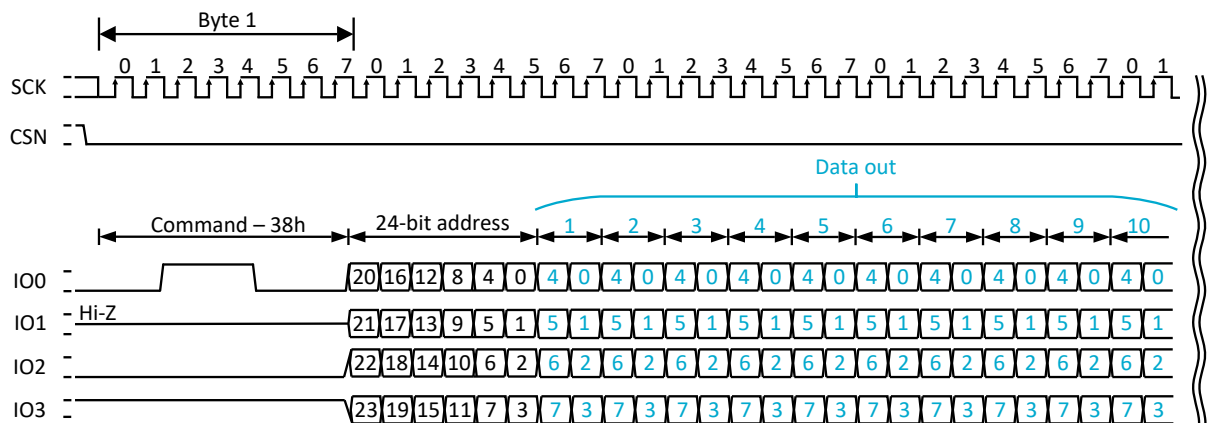 Byte 1
0 1 2 3 4 5 6 7 0 1 2 3 4 5 6 7 0 1 2 3 4 5 6 7 0 1 2 3 4 5 6 7 0 1
SCK
CSN
Data out
Command – 38h 24-bit address 1 2 3 4 5 6 7 8 9 10
IO0 20 16 12 8 4 0 4 0 4 0 4 0 4 0 4 0 4 0 4 0 4 0 4 0 4 0
Hi-Z
IO1 21 17 13 9 5 1 5 1 5 1 5 1 5 1 5 1 5 1 5 1 5 1 5 1 5 1
IO2 22 18 14 10 6 2 6 2 6 2 6 2 6 2 6 2 6 2 6 2 6 2 6 2 6 2
IO3 23 19 15 11 7 3 7 3 7 3 7 3 7 3 7 3 7 3 7 3 7 3 7 3 7 3